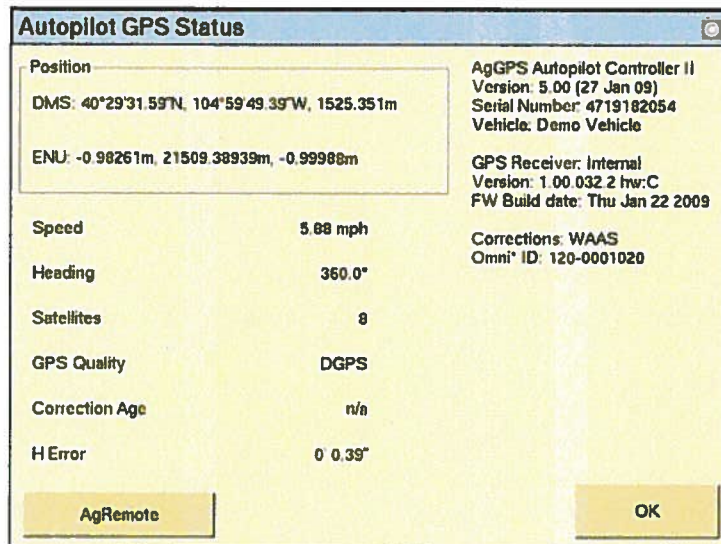 Autopilot GPS Status
Position
DMS: 40°29'31.59"N, 104°59'49.39"W, 1525.351m
ENU: -0.98261m, 21509.38939m, -0.99988m
Speed 5.88 mph
Heading 360.0°
Satellites 8
GPS Quality DGPS
Correction Age n/a
H Error 0' 0.39"
AgRemote
AgGPS Autopilot Controller II
Version: 5.00 (27 Jan 09)
Serial Number: 4719182054
Vehicle: Demo Vehicle
GPS Receiver: Internal
Version: 1.00.032.2 hw:C
FW Build date: Thu Jan 22 2009
Corrections: WAAS
Omni* ID: 120-0001020
OK